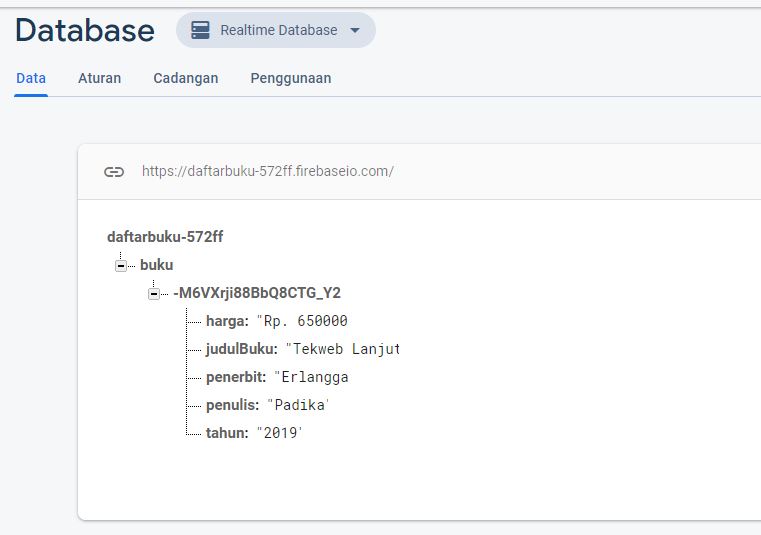 Database Realtime Database
Data Aturan Cadangan Penggunaan
https://daftarbuku-572ff.firebaseio.com/
daftarbuku-572ff
buku
-M6VXrji88BbQ8CTG_Y2
harga: "Rp. 650000
judulBuku: "Tekweb Lanjut
penerbit: "Erlangga
penulis: "Padika'
tahun: "2019'